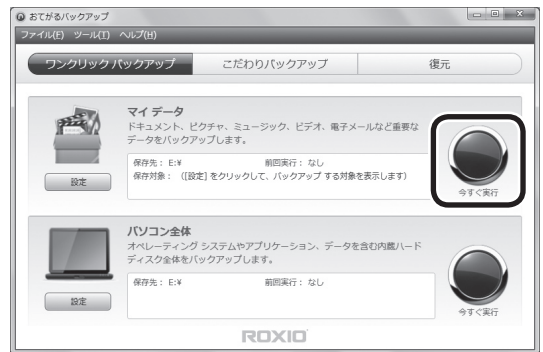 おてがるバックアップ
ファイル(F) ツール(T) ヘルプ(H)
ワンクリックバックアップ こだわりバックアップ 復元
マイ データ
ドキュメント、ピクチャ、ミュージック、ビデオ、電子メールなど重要な
データをバックアップします。
保存先： E:¥ 前回実行： なし
保存対象： （[設定] をクリックして、バックアップ する対象を表示します）
設定
今すぐ実行
パソコン全体
オペレーティング システムやアプリケーション、データを含む内蔵ハード
ディスク全体をバックアップします。
保存先： E:¥ 前回実行： なし
設定
今すぐ実行
ROXIO